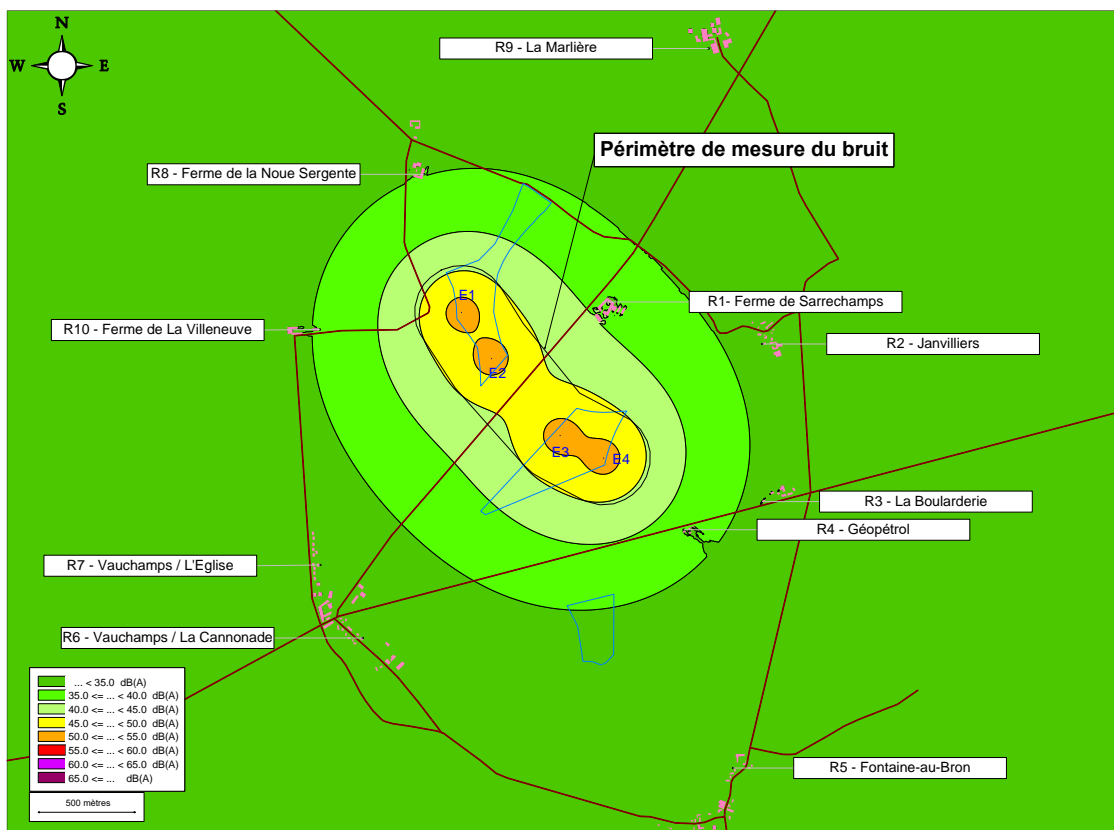 N
W E
S
R9 - La Marlière
Périmètre de mesure du bruit
R8 - Ferme de la Noue Sergente
E1
R1- Ferme de Sarrechamps
R10 - Ferme de La Villeneuve
R2 - Janvilliers
E2
E3
E4
R3 - La Boularderie
R4 - Géopétrol
R7 - Vauchamps / L'Eglise
R6 - Vauchamps / La Cannonade
... < 35.0 dB(A)
35.0 <= ... < 40.0 dB(A)
40.0 <= ... < 45.0 dB(A)
45.0 <= ... < 50.0 dB(A)
50.0 <= ... < 55.0 dB(A)
55.0 <= ... < 60.0 dB(A)
60.0 <= ... < 65.0 dB(A)
65.0 <= ... dB(A)
R5 - Fontaine-au-Bron
500 mètres